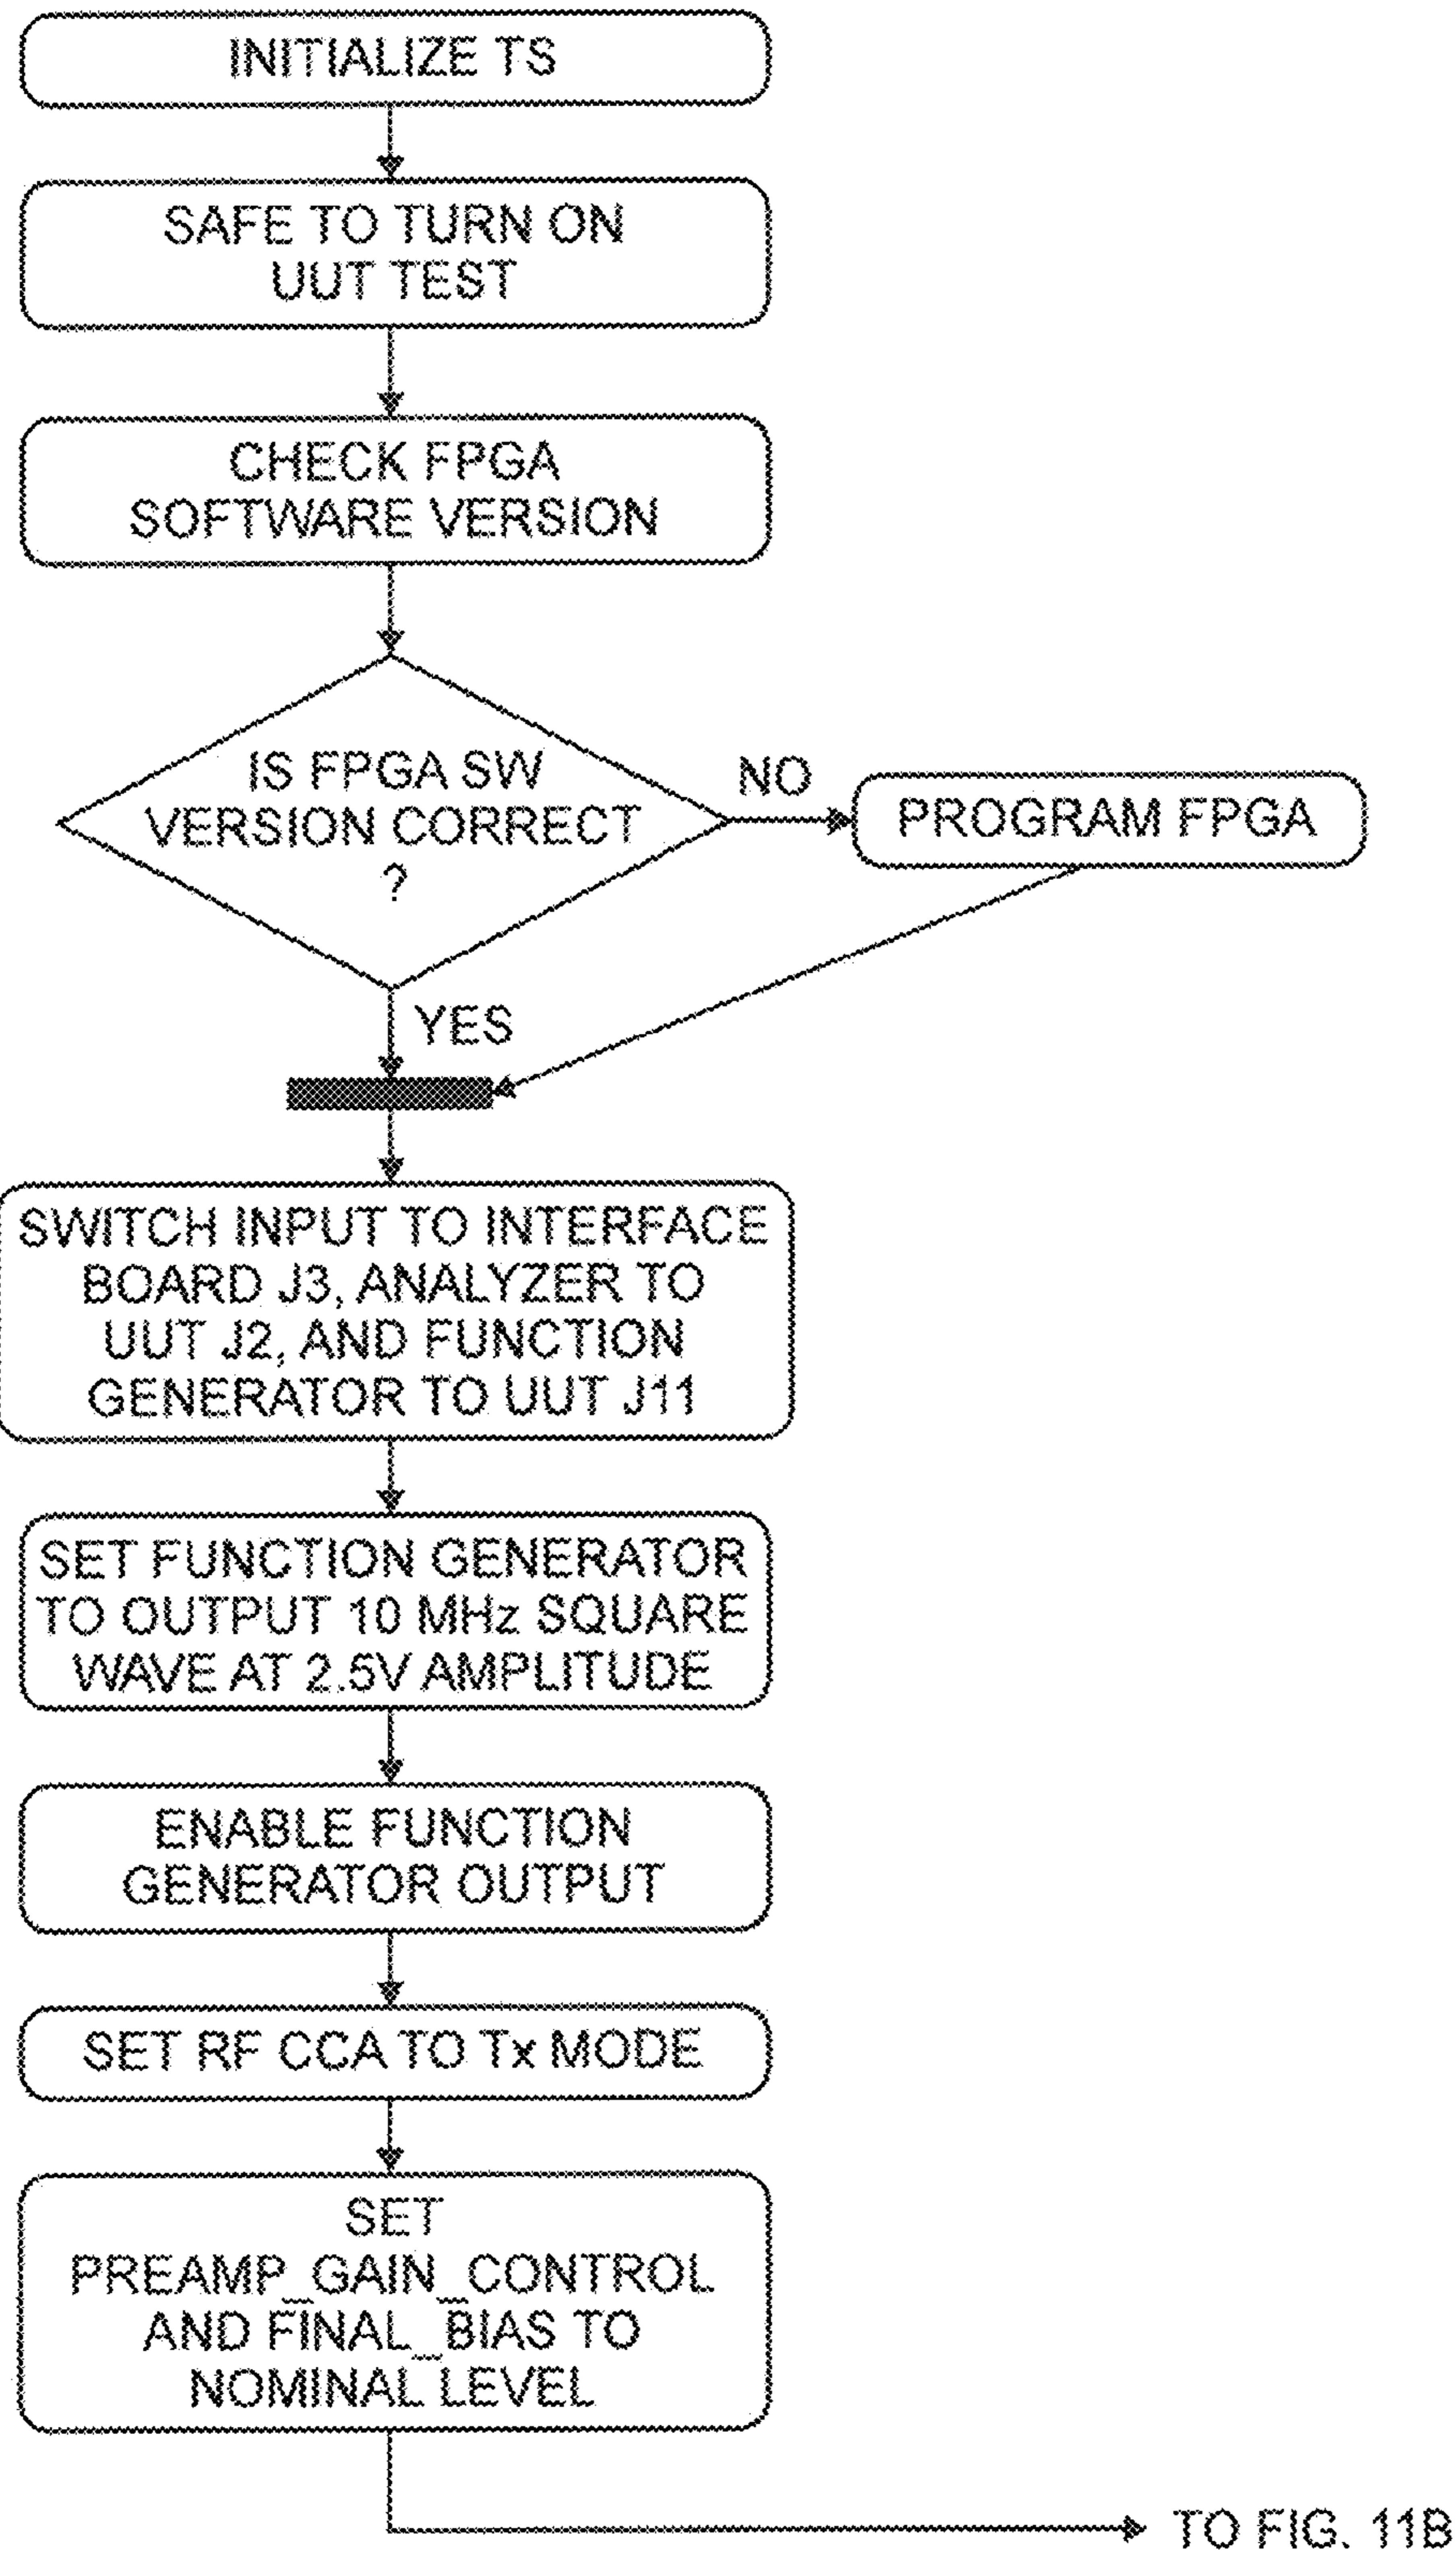 INITIALIZE TS
SAFE TO TURN ON
UUT TEST
CHECK FPGA
SOFTWARE VERSION
IS FPGA SW
VERSION CORRECT
?
NO
PROGRAM FPGA
YES
SWITCH INPUT TO INTERFACE
BOARD J3, ANALYZER TO
UUT J2, AND FUNCTION
GENERATOR TO UUT J11
SET FUNCTION GENERATOR
TO OUTPUT 10 MHz SQUARE
WAVE AT 2.5V AMPLITUDE
ENABLE FUNCTION
GENERATOR OUTPUT
SET RF CCA TO Tx MODE
SET
PREAMP_GAIN_CONTROL
AND FINAL_BIAS TO
NOMINAL LEVEL
TO FIG. 11B